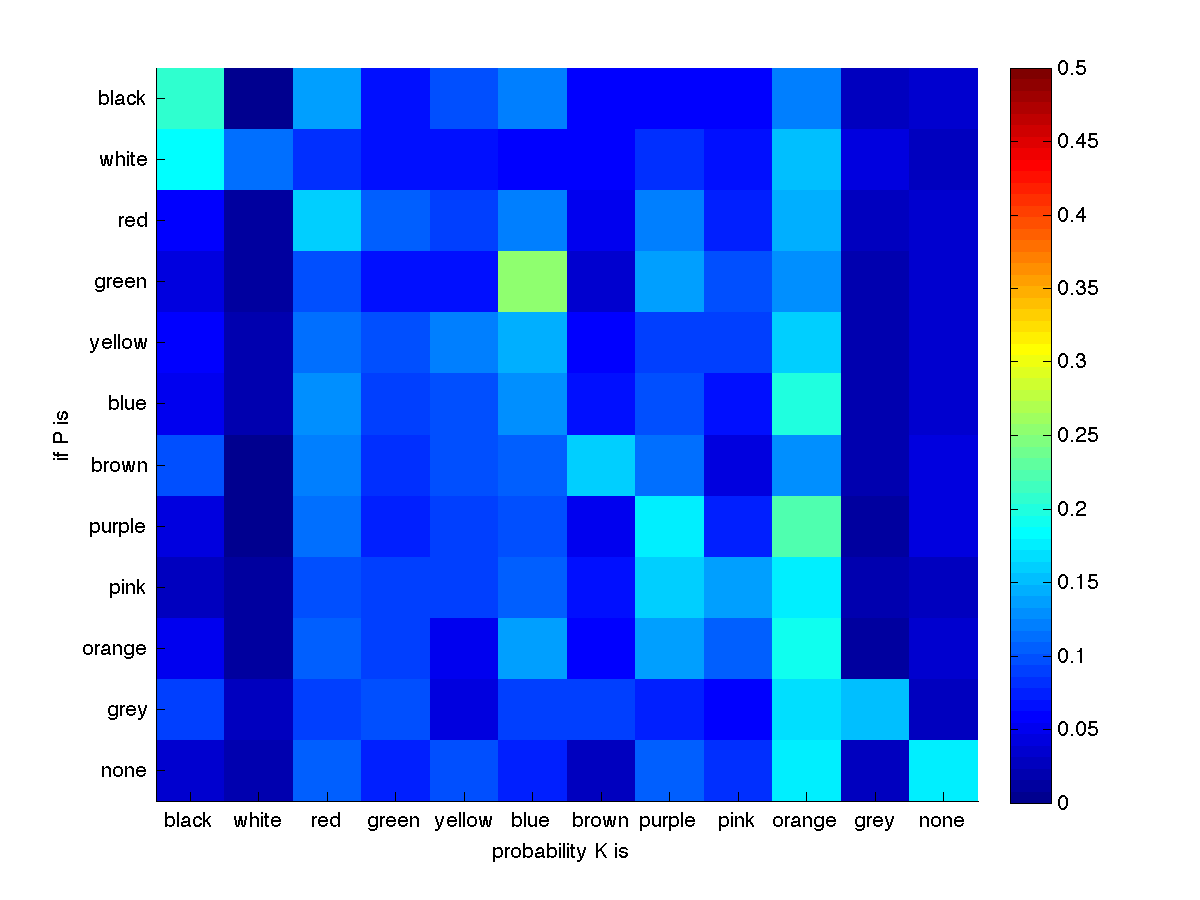 black
white
red
green
yellow
blue
brown
purple
pink
orange
grey
none
if P is
black white red green yellow blue brown purple pink orange grey none
probability K is
0.5
0.45
0.4
0.35
0.3
0.25
0.2
0.15
0.1
0.05
0